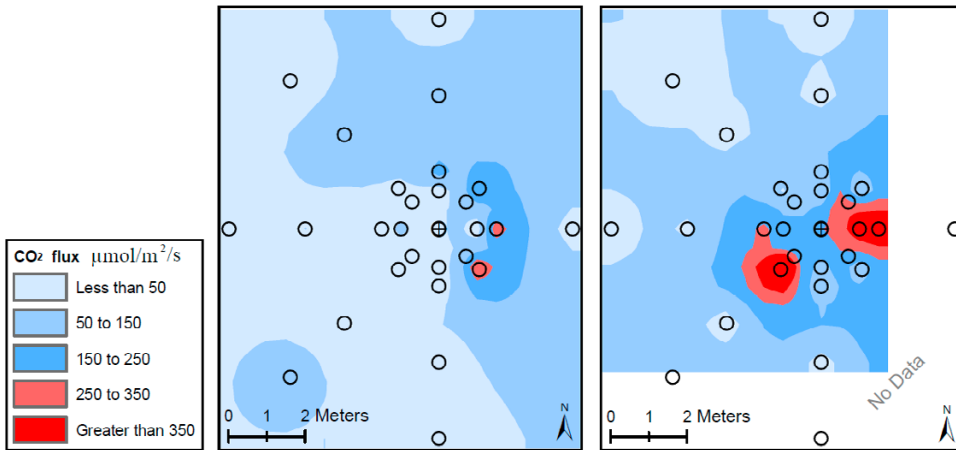 CO2 flux µmol/m²/s
Less than 50
50 to 150
150 to 250
250 to 350
Greater than 350
0 1 2 Meters
N
0 1 2 Meters
N
No Data